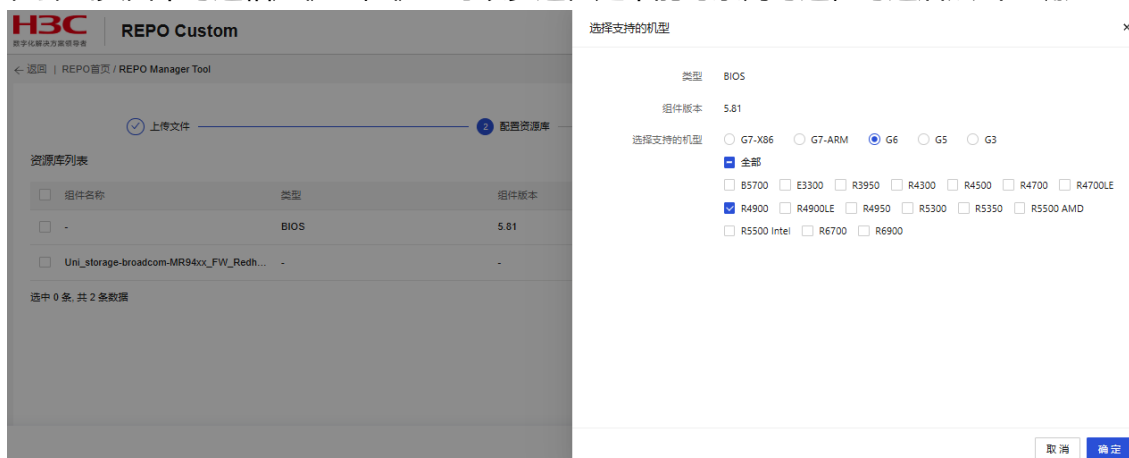 H3C
数字化解决方案领导者
REPO Custom
← 返回 | REPO首页 / REPO Manager Tool
上传文件
2 配置资源库
资源库列表
组件名称 类型 组件版本
- BIOS 5.81
Uni_storage-broadcom-MR94xx_FW_Redh... - -
选中 0 条, 共 2 条数据
选择支持的机型
类型 BIOS
组件版本 5.81
选择支持的机型 G7-X86 G7-ARM G6 G5 G3
全部
B5700 E3300 R3950 R4300 R4500 R4700 R4700LE
R4900 R4900LE R4950 R5300 R5350 R5500 AMD
R5500 Intel R6700 R6900
取消 确定